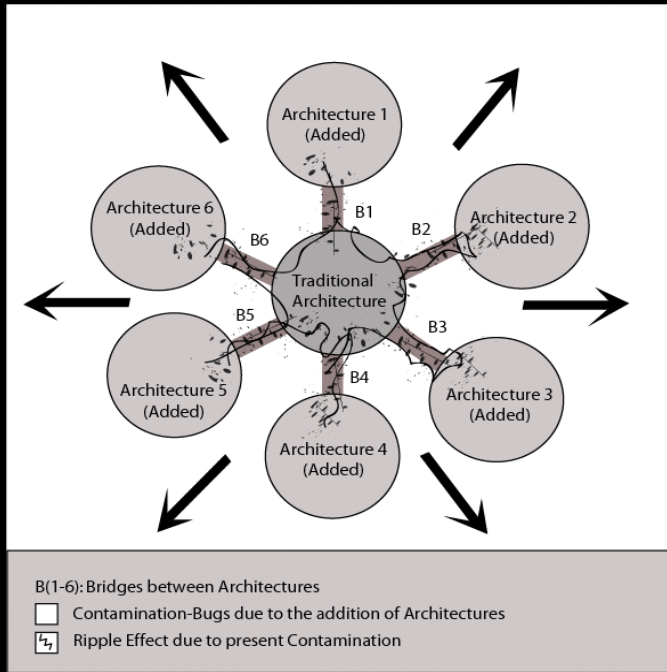 Architecture 1
(Added)
Architecture 6
(Added)
B6
B1
B2
Architecture 2
(Added)
Traditional
Architecture
B5
B3
Architecture 5
(Added)
B4
Architecture 3
(Added)
Architecture 4
(Added)
B(1-6): Bridges between Architectures
Contamination-Bugs due to the addition of Architectures
Ripple Effect due to present Contamination